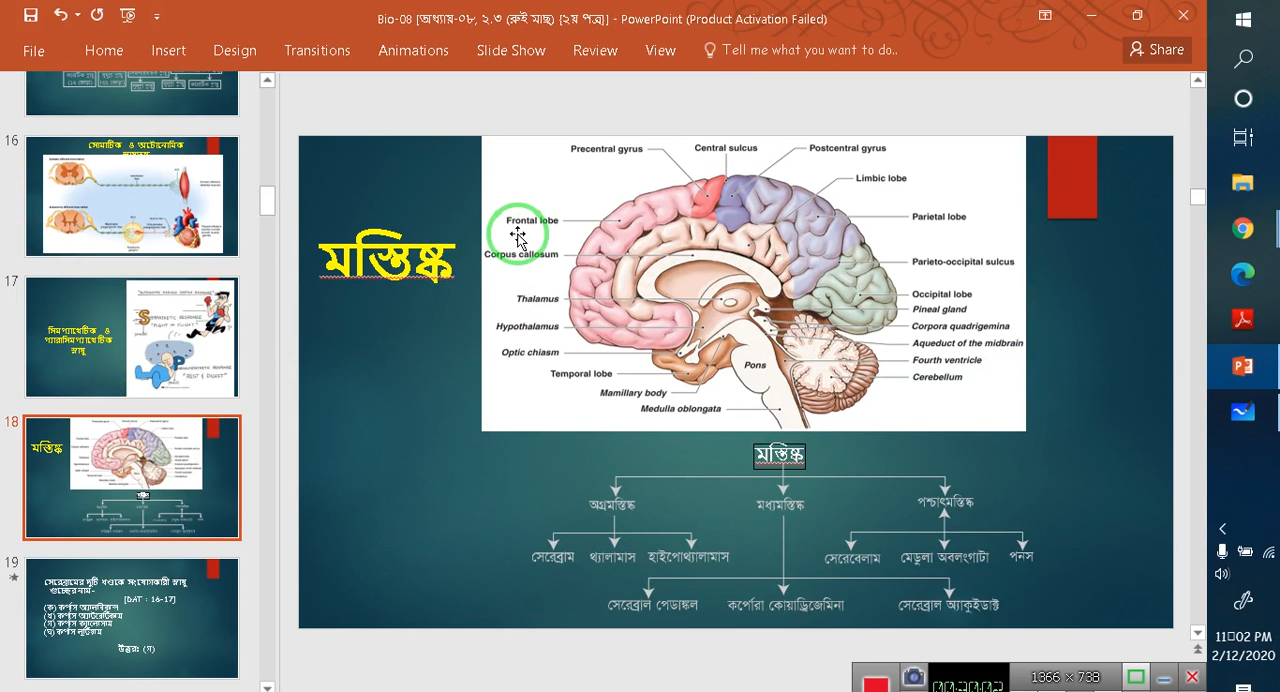 Bio-08 [অধ্যায়-০৮, ২.৩ (রুই মাছ) {২য় পত্র}] - PowerPoint (Product Activation Failed)
File Home Insert Design Transitions Animations Slide Show Review View Tell me what you want to do.. Share
16
সোমাটিক ও অটোনোমিক
17
সিমপ্যাথেটিক ও
প্যারাসিমপ্যাথেটিক
স্নায়ু
18
মস্তিষ্ক
19
সেরেব্রামের দুটি খণ্ডকে সংযোগকারী স্নায়ু
গুচ্ছের নাম-
[DAT : 16-17]
উত্তর: (গ)
মস্তিষ্ক
Precentral gyrus
Central sulcus
Postcentral gyrus
Limbic lobe
Frontal lobe
Parietal lobe
Corpus callosum
Parieto-occipital sulcus
Thalamus
Occipital lobe
Pineal gland
Hypothalamus
Corpora quadrigemina
Aqueduct of the midbrain
Optic chiasm
Fourth ventricle
Pons
Temporal lobe
Cerebellum
Mamillary body
Medulla oblongata
মস্তিষ্ক
অগ্রমস্তিষ্ক মধ্যমস্তিষ্ক পশ্চাৎমস্তিষ্ক
সেরেব্রাম থ্যালামাস হাইপোথ্যালামাস সেরেবেলাম মেডুলা অবলংগাটা পনস
সেরেব্রাল পেডাঙ্কল কর্পোরা কোয়াড্রিজেমিনা সেরেব্রাল অ্যাকুইডাক্ট
11:02 PM
2/12/2020
1366 × 738